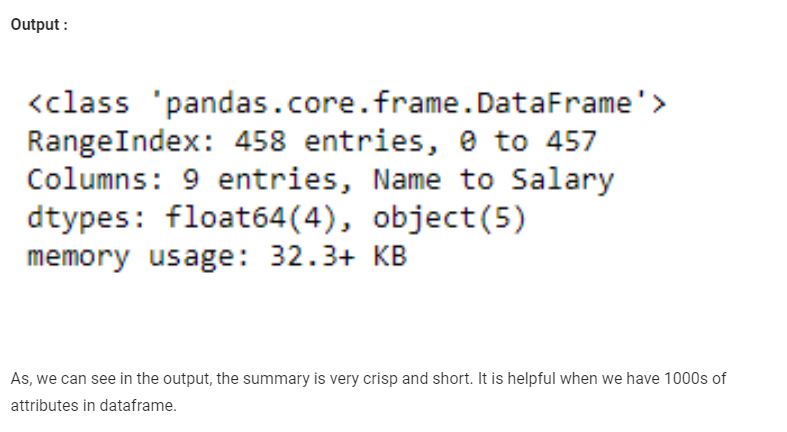 Output :
<class 'pandas.core.frame.DataFrame'>
RangeIndex: 458 entries, 0 to 457
Columns: 9 entries, Name to Salary
dtypes: float64(4), object(5)
memory usage: 32.3+ KB
As, we can see in the output, the summary is very crisp and short. It is helpful when we have 1000s of
attributes in dataframe.